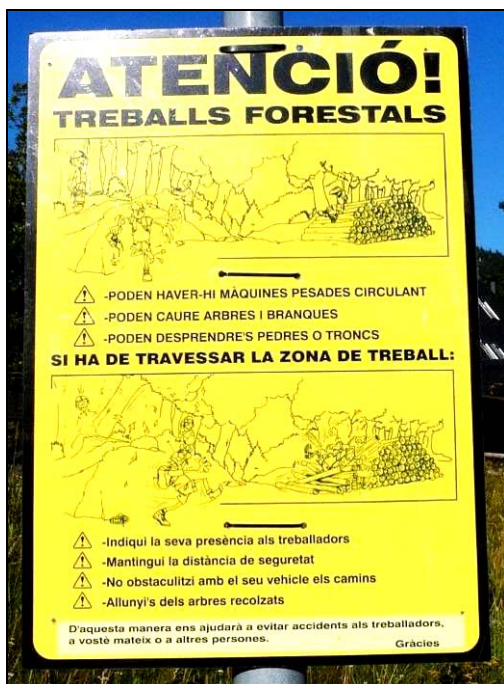 ATENCIÓ!
TREBALLS FORESTALS
-PODEN HAVER-HI MÀQUINES PESADES CIRCULANT
-PODEN CAURE ARBRES I BRANQUES
-PODEN DESPRENDRE'S PEDRES O TRONCS
SI HA DE TRAVESSAR LA ZONA DE TREBALL:
-Indiqui la seva presència als treballadors
-Mantingui la distància de seguretat
-No obstaculitzi amb el seu vehicle els camins
-Allunyi's dels arbres recolzats
D'aquesta manera ens ajudarà a evitar accidents als treballadors,
a vostè mateix o a altres persones.
Gràcies